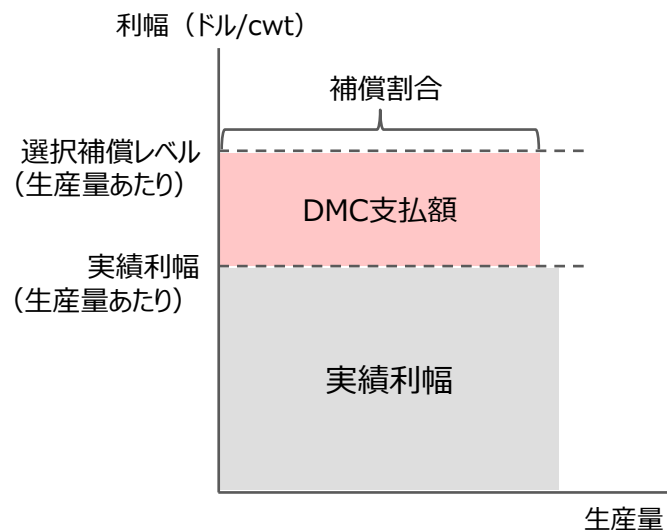 利幅（ドル/cwt）
補償割合
選択補償レベル
（生産量あたり）
DMC支払額
実績利幅
（生産量あたり）
実績利幅
生産量